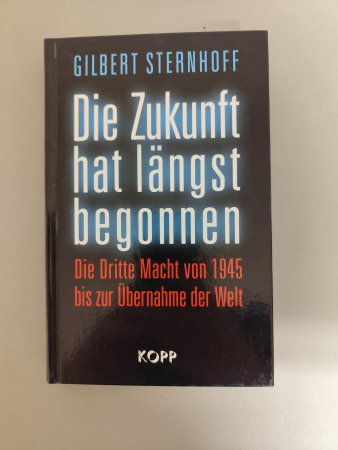 GILBERT STERNHOFF
Die Zukunft
hat längst
begonnen
Die Dritte Macht von 1945
bis zur Übernahme der Welt
KOPP